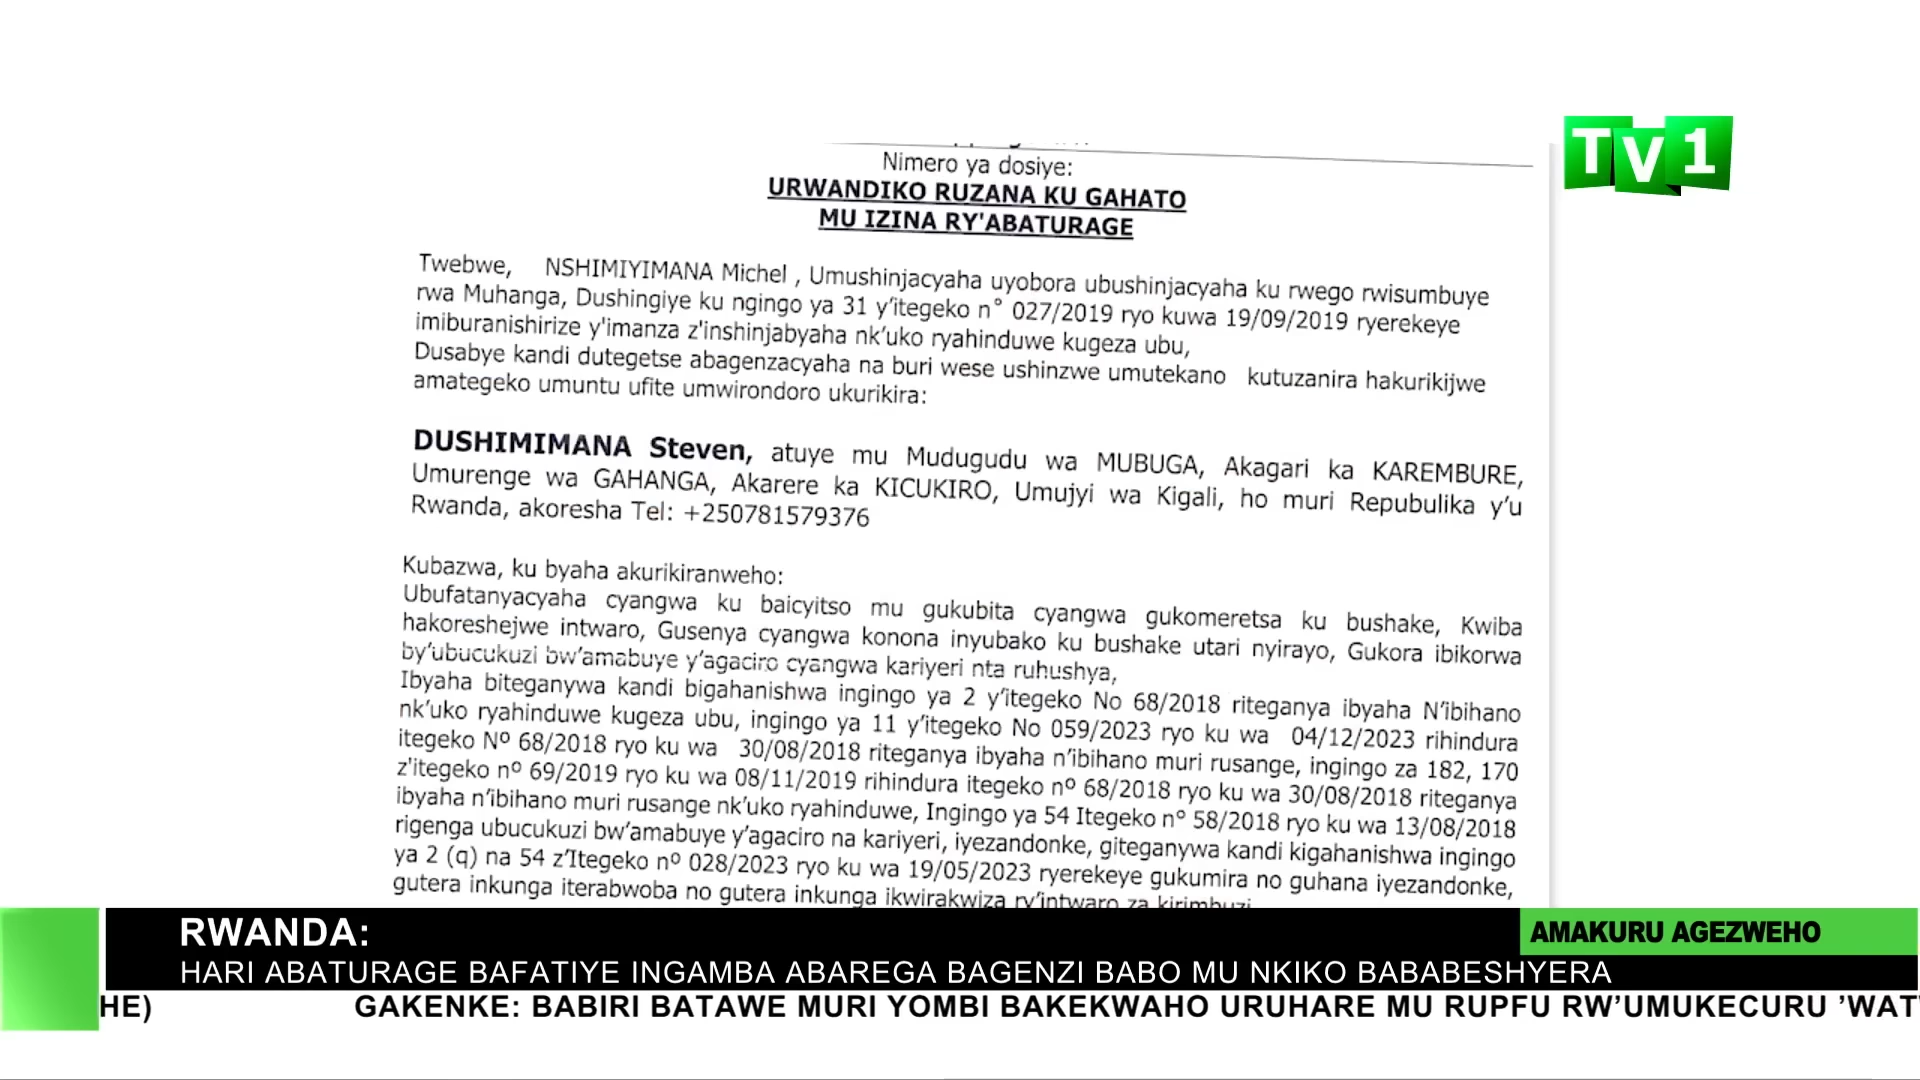 TV1
Nimero ya dosiye:
URWANDIKO RUZANA KU GAHATO
MU IZINA RY'ABATURAGE
Twebwe, NSHIMIYIMANA Michel , Umushinjacyaha uyobora ubushinjacyaha ku rwego rwisumbuye
rwa Muhanga, Dushingiye ku ngingo ya 31 y’itegeko n° 027/2019 ryo kuwa 19/09/2019 ryerekeye
imiburanishirize y'imanza z'inshinjabyaha nk’uko ryahinduwe kugeza ubu,
Dusabye kandi dutegetse abagenzacyaha na buri wese ushinzwe umutekano kutuzanira hakurikijwe
amategeko umuntu ufite umwirondoro ukurikira:
DUSHIMIMANA Steven, atuye mu Mudugudu wa MUBUGA, Akagari ka KAREMBURE,
Umurenge wa GAHANGA, Akarere ka KICUKIRO, Umujyi wa Kigali, ho muri Repubulika y’u
Rwanda, akoresha Tel: +250781579376
Kubazwa, ku byaha akurikiranweho:
Ubufatanyacyaha cyangwa ku baicyitso mu gukubita cyangwa gukomeretsa ku bushake, Kwiba
hakoreshejwe intwaro, Gusenya cyangwa konona inyubako ku bushake utari nyirayo, Gukora ibikorwa
by’ubucukuzi bw’amabuye y’agaciro cyangwa kariyeri nta ruhushya,
Ibyaha biteganywa kandi bigahanishwa ingingo ya 2 y’itegeko No 68/2018 riteganya ibyaha N’ibihano
nk’uko ryahinduwe kugeza ubu, ingingo ya 11 y’itegeko No 059/2023 ryo ku wa 04/12/2023 rihindura
itegeko Nº 68/2018 ryo ku wa 30/08/2018 riteganya ibyaha n’ibihano muri rusange, ingingo za 182, 170
z'itegeko nº 69/2019 ryo ku wa 08/11/2019 rihindura itegeko nº 68/2018 ryo ku wa 30/08/2018 riteganya
ibyaha n’ibihano muri rusange nk’uko ryahinduwe, Ingingo ya 54 Itegeko nº 58/2018 ryo ku wa 13/08/2018
rigenga ubucukuzi bw’amabuye y’agaciro na kariyeri, iyezandonke, giteganywa kandi kigahanishwa ingingo
ya 2 (q) na 54 z’Itegeko nº 028/2023 ryo ku wa 19/05/2023 ryerekeye gukumira no guhana iyezandonke,
gutera inkunga iterabwoba no gutera inkunga ikwirakwiza ry’intwaro za kirimbuzi
RWANDA:
AMAKURU AGEZWEHO
HARI ABATURAGE BAFATIYE INGAMBA ABAREGA BAGENZI BABO MU NKIKO BABABESHYERA
HE) GAKENKE: BABIRI BATAWE MURI YOMBI BAKEKWAHO URUHARE MU RUPFU RW’UMUKECURU ’WAT